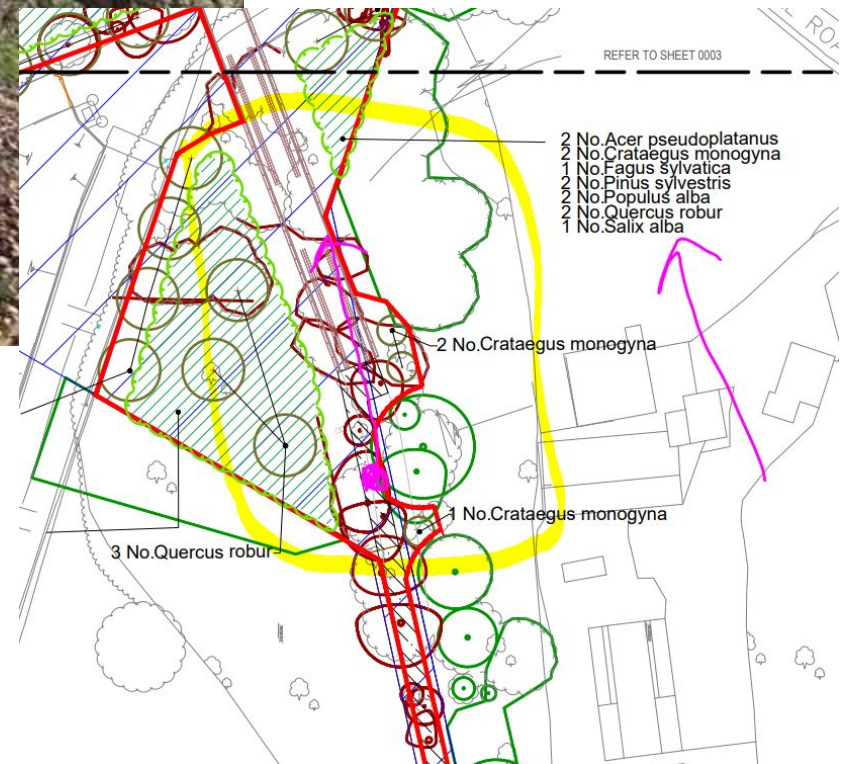 REFER TO SHEET 0003
2 No.Acer pseudoplatanus
2 No.Crataegus monogyna
1 No.Fagus sylvatica
2 No.Pinus sylvestris
2 No.Populus alba
2 No.Quercus robur
1 No.Salix alba
2 No.Crataegus monogyna
1 No.Crataegus monogyna
3 No.Quercus robur